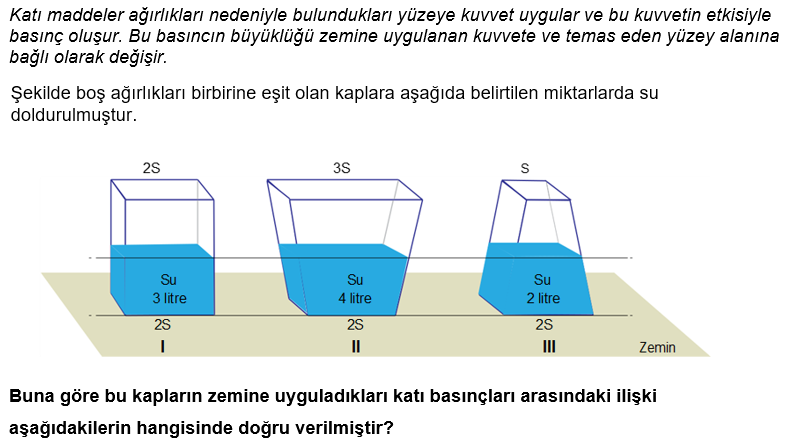 Katı maddeler ağırlıkları nedeniyle bulundukları yüzeye kuvvet uygular ve bu kuvvetin etkisiyle
basınç oluşur. Bu basıncın büyüklüğü zemine uygulanan kuvvete ve temas eden yüzey alanına
bağlı olarak değişir.
Şekilde boş ağırlıkları birbirine eşit olan kaplara aşağıda belirtilen miktarlarda su
doldurulmuştur.
2S 3S S
Su Su Su
3 litre 4 litre 2 litre
2S 2S 2S
I II III Zemin
Buna göre bu kapların zemine uyguladıkları katı basınçları arasındaki ilişki
aşağıdakilerin hangisinde doğru verilmiştir?